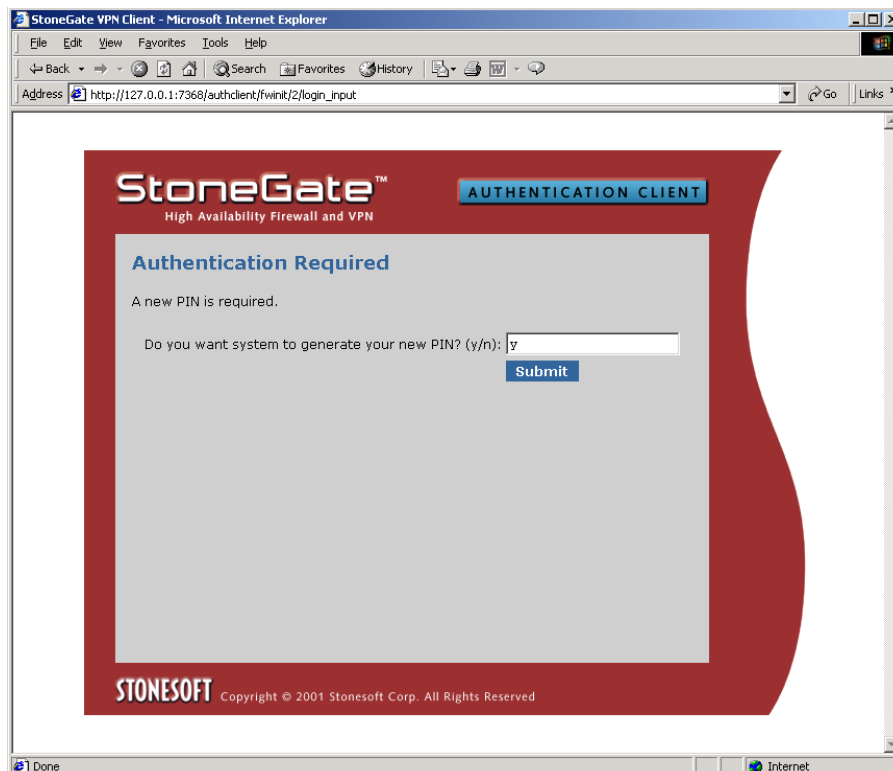 StoneGate VPN Client - Microsoft Internet Explorer
File Edit View Favorites Tools Help
Back Search Favorites History
Address http://127.0.0.1:7368/authclient/fwinit/2/login_input Go Links
StoneGate™ AUTHENTICATION CLIENT
High Availability Firewall and VPN
Authentication Required
A new PIN is required.
Do you want system to generate your new PIN? (y/n): y
Submit
STONESOFT Copyright © 2001 Stonesoft Corp. All Rights Reserved
Done Internet